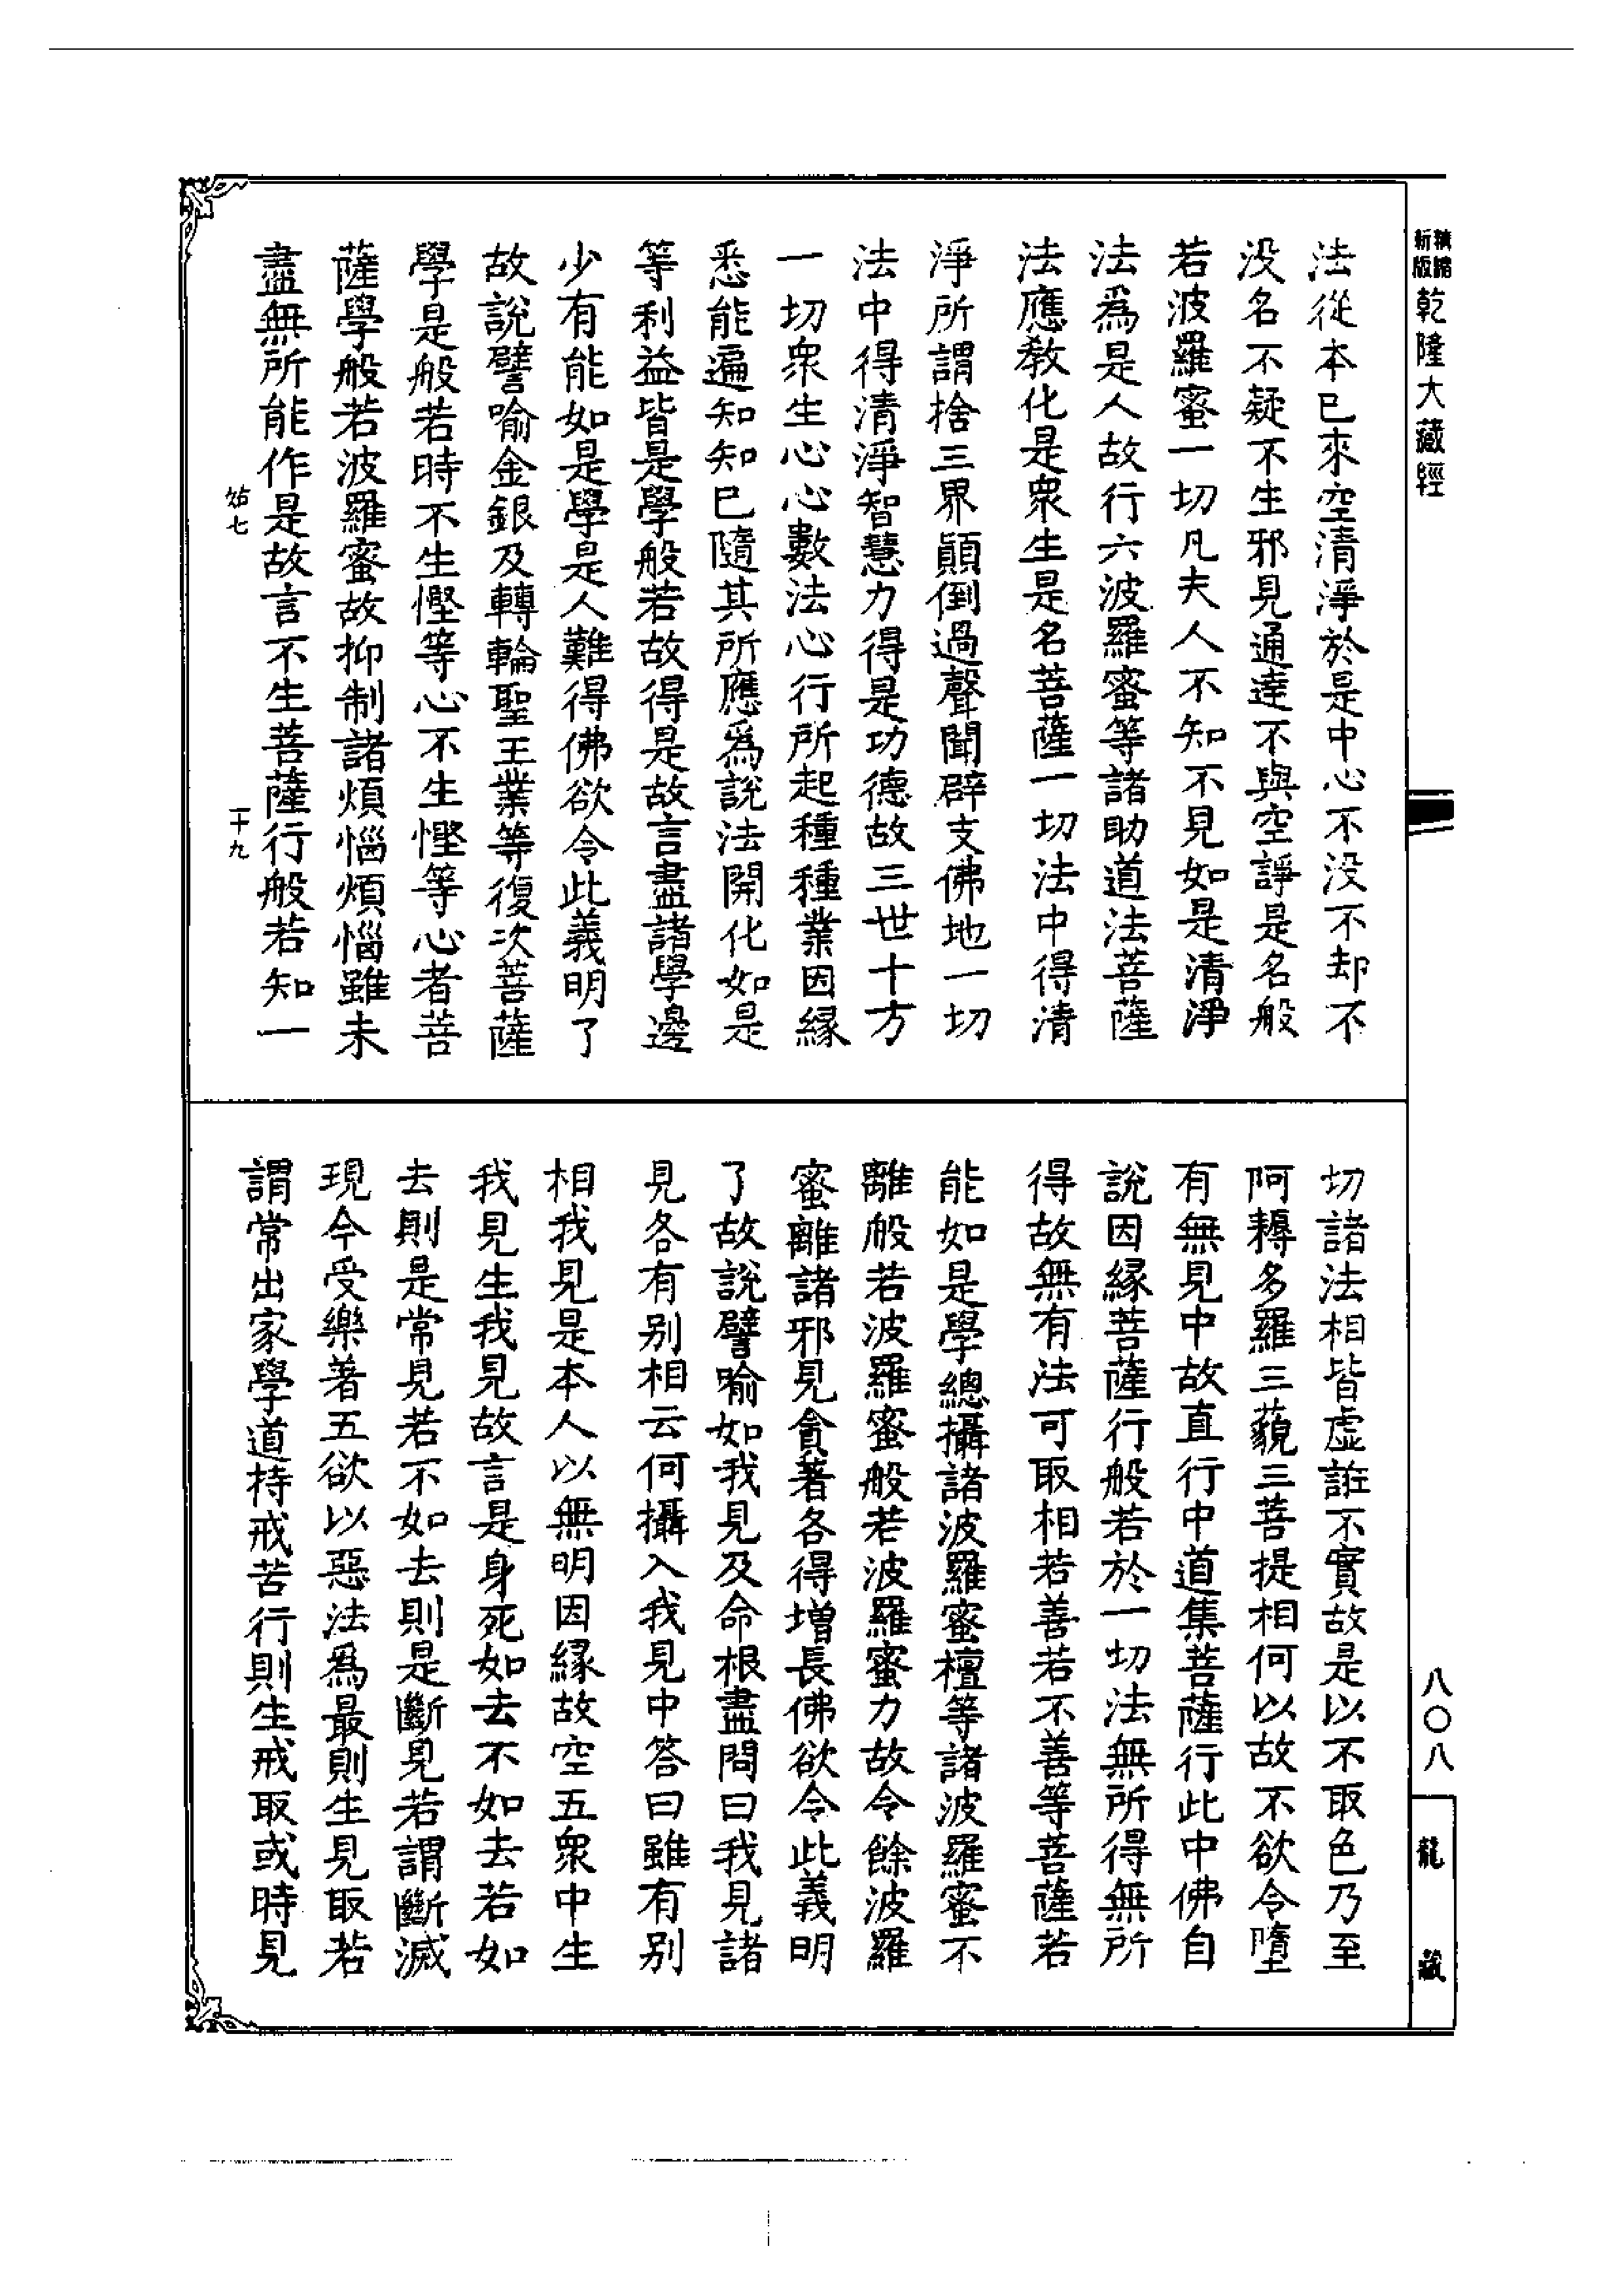 新版精縮乾隆大藏經
法從本已來空清淨於是中心不没不却不
没名不疑不生邪見通達不與空諍是名般
若波羅蜜一切凡夫人不知不見如是清淨
法爲是人故行六波羅蜜等諸助道法菩薩
法應教化是衆生是名菩薩一切法中得清
淨所謂捨三界顛倒過聲聞辟支佛地一切
法中得清淨智慧力得是功德故三世十方
一切衆生心心數法心行所起種種業因緣
悉能遍知知已隨其所應爲說法開化如是
等利益皆是學般若故得是故言盡諸學邊
少有能如是學是人難得佛欲令此義明了
故說譬喻金銀及轉輪聖王業等復次菩薩
學是般若時不生慳等心不生慳等心者菩
薩學般若波羅蜜故抑制諸煩惱煩惱雖未
盡無所能作是故言不生菩薩行般若知一
姑七
十九
切諸法相皆虛誑不實故是以不取色乃至
阿耨多羅三藐三菩提相何以故不欲令墮
有無見中故直行中道集菩薩行此中佛自
說因緣菩薩行般若於一切法無所得無所
得故無有法可取相若善若不善等菩薩若
能如是學總攝諸波羅蜜檀等諸波羅蜜不
離般若波羅蜜般若波羅蜜力故令餘波羅
蜜離諸邪見貪著各得增長佛欲令此義明
了故說譬喻如我見及命根盡問曰我見諸
見各有別相云何攝入我見中答曰雖有別
相我見是本人以無明因緣故空五衆中生
我見生我見故言是身死如去不如去若如
去則是常見若不如去則是斷見若謂斷滅
現今受樂著五欲以惡法爲最則生見取若
謂常出家學道持戒苦行則生戒取或時見
八〇八
龍藏